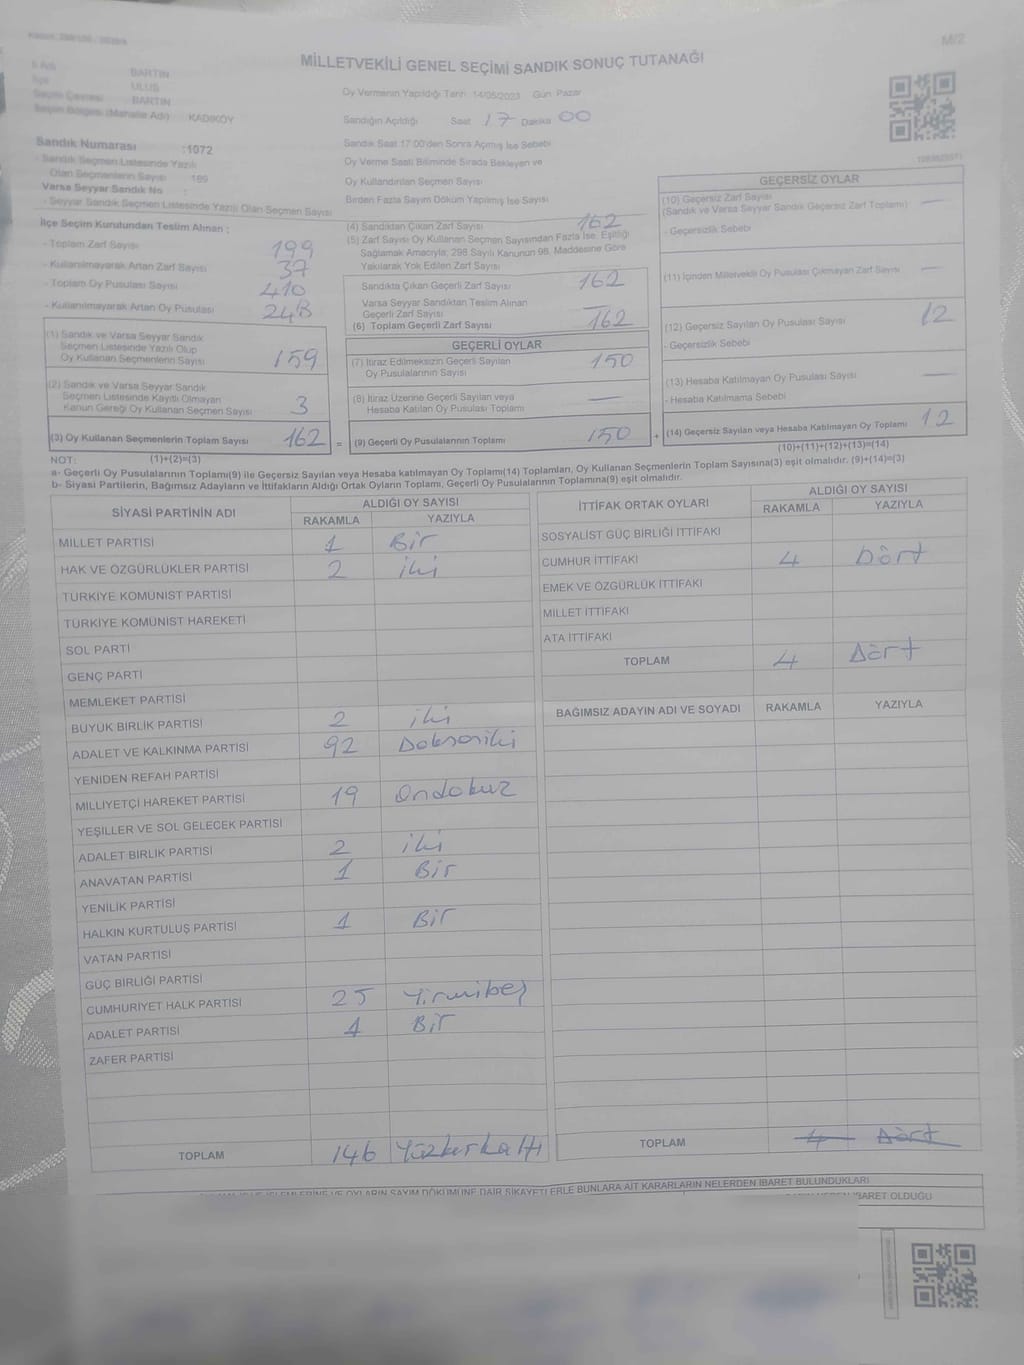 M/2
MİLLETVEKİLİ GENEL SEÇİMİ SANDIK SONUÇ TUTANAĞI
BARTIN
ULUS
Seçim Çevresi BARTIN
Seçim Bölgesi (Mahalle Adı) : KADIKÖY
Oy Vermenin Yapıldığı Tarih 14/05/2023 Gün Pazar
Sandığın Açıldığı Saat 17 Dakika 00
Sandık Numarası :1072
- Sandık Seçmen Listesinde Yazılı
Olan Seçmenlerin Sayısı 189
Varsa Seyyar Sandık No :
- Seyyar Sandık Seçmen Listesinde Yazılı Olan Seçmen Sayısı
Sandık Saat 17.00'den Sonra Açılmış İse Sebebi
Oy Verme Saati Bitiminde Sırada Bekleyen ve
Oy Kullandırılan Seçmen Sayısı
Birden Fazla Sayım Döküm Yapılmış İse Sayısı
İlçe Seçim Kurulundan Teslim Alınan ;
- Toplam Zarf Sayısı 199
- Kullanılmayarak Artan Zarf Sayısı 37
- Toplam Oy Pusulası Sayısı 410
- Kullanılmayarak Artan Oy Pusulası 248
(4) Sandıktan Çıkan Zarf Sayısı 162
(5) Zarf Sayısı Oy Kullanan Seçmen Sayısından Fazla İse, Eşitliği
Sağlamak Amacıyla; 298 Sayılı Kanunun 98. Maddesine Göre
Yakılarak Yok Edilen Zarf Sayısı
Sandıkta Çıkan Geçerli Zarf Sayısı 162
Varsa Seyyar Sandıktan Teslim Alınan
Geçerli Zarf Sayısı
(6) Toplam Geçerli Zarf Sayısı 162
GEÇERSİZ OYLAR
(10) Geçersiz Zarf Sayısı
(Sandık ve Varsa Seyyar Sandık Geçersiz Zarf Toplamı) —
- Geçersizlik Sebebi
(11) İçinden Milletvekili Oy Pusulası Çıkmayan Zarf Sayısı —
(12) Geçersiz Sayılan Oy Pusulası Sayısı 12
- Geçersizlik Sebebi
(13) Hesaba Katılmayan Oy Pusulası Sayısı —
- Hesaba Katılmama Sebebi
(14) Geçersiz Sayılan veya Hesaba Katılmayan Oy Toplamı 12
(10)+(11)+(12)+(13)=(14)
(1) Sandık ve Varsa Seyyar Sandık
Seçmen Listesinde Yazılı Olup
Oy Kullanan Seçmenlerin Sayısı 159
(2) Sandık ve Varsa Seyyar Sandık
Seçmen Listesinde Kayıtlı Olmayan
Kanun Gereği Oy Kullanan Seçmen Sayısı 3
(3) Oy Kullanan Seçmenlerin Toplam Sayısı 162 =
(1)+(2)=(3)
GEÇERLİ OYLAR
(7) İtiraz Edilmeksizin Geçerli Sayılan
Oy Pusulalarının Sayısı 150
(8) İtiraz Üzerine Geçerli Sayılan veya
Hesaba Katılan Oy Pusulası Toplamı —
(9) Geçerli Oy Pusulalarının Toplamı 150 +
NOT:
a- Geçerli Oy Pusulalarının Toplamı(9) ile Geçersiz Sayılan veya Hesaba katılmayan Oy Toplamı(14) Toplamları, Oy Kullanan Seçmenlerin Toplam Sayısına(3) eşit olmalıdır. (9)+(14)=(3)
b- Siyasi Partilerin, Bağımsız Adayların ve İttifakların Aldığı Ortak Oyların Toplamı, Geçerli Oy Pusulalarının Toplamına(9) eşit olmalıdır.
SİYASİ PARTİNİN ADI ALDIĞI OY SAYISI
RAKAMLA YAZIYLA
MİLLET PARTİSİ 1 Bir
HAK VE ÖZGÜRLÜKLER PARTİSİ 2 iki
TÜRKİYE KOMÜNİST PARTİSİ
TÜRKİYE KOMÜNİST HAREKETİ
SOL PARTİ
GENÇ PARTİ
MEMLEKET PARTİSİ
BÜYÜK BİRLİK PARTİSİ 2 iki
ADALET VE KALKINMA PARTİSİ 92 Doksaniki
YENİDEN REFAH PARTİSİ
MİLLİYETÇİ HAREKET PARTİSİ 19 Ondokuz
YEŞİLLER VE SOL GELECEK PARTİSİ
ADALET BİRLİK PARTİSİ 2 iki
ANAVATAN PARTİSİ 1 Bir
YENİLİK PARTİSİ
HALKIN KURTULUŞ PARTİSİ 1 Bir
VATAN PARTİSİ
GÜÇ BİRLİĞİ PARTİSİ
CUMHURİYET HALK PARTİSİ 25 Yirmibeş
ADALET PARTİSİ 1 Bir
ZAFER PARTİSİ
TOPLAM 146 Yüzkırkaltı
İTTİFAK ORTAK OYLARI ALDIĞI OY SAYISI
RAKAMLA YAZIYLA
SOSYALİST GÜÇ BİRLİĞİ İTTİFAKI
CUMHUR İTTİFAKI 4 Dört
EMEK VE ÖZGÜRLÜK İTTİFAKI
MİLLET İTTİFAKI
ATA İTTİFAKI
TOPLAM 4 Dört
BAĞIMSIZ ADAYIN ADI VE SOYADI RAKAMLA YAZIYLA
TOPLAM 4 Dört
İŞLEMLERİNE VE OYLARIN SAYIM DÖKÜMÜNE DAİR ŞİKAYETLERLE BUNLARA AİT KARARLARIN NELERDEN İBARET BULUNDUKLARI
İBARET OLDUĞU